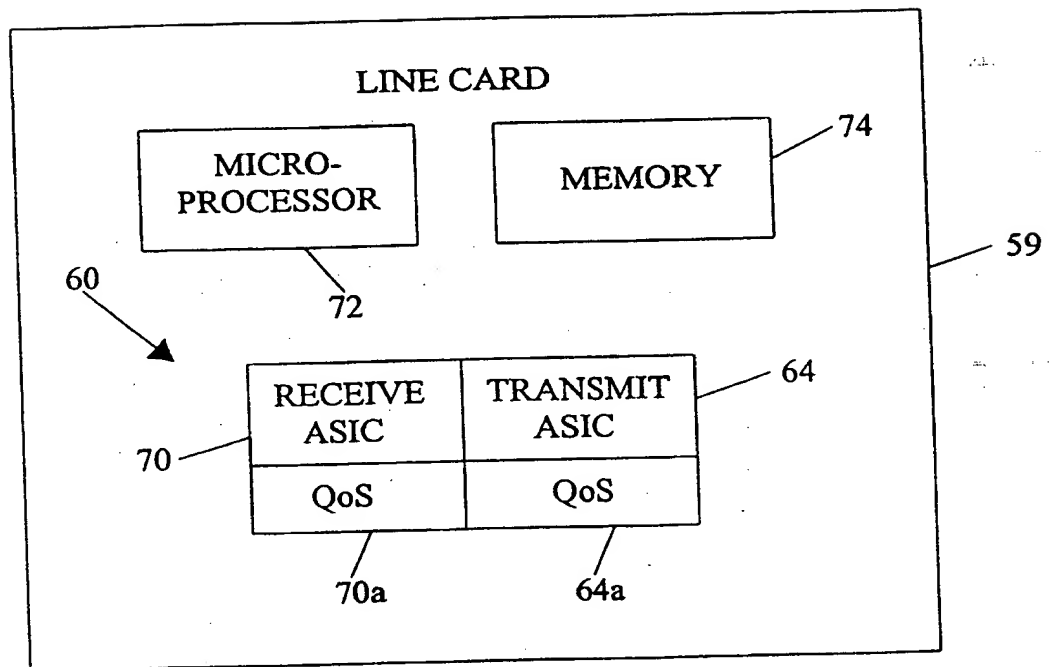 LINE CARD
MICRO-
PROCESSOR
MEMORY
74
59
60
72
RECEIVE
ASIC
TRANSMIT
ASIC
64
70
QoS
QoS
70a
64a